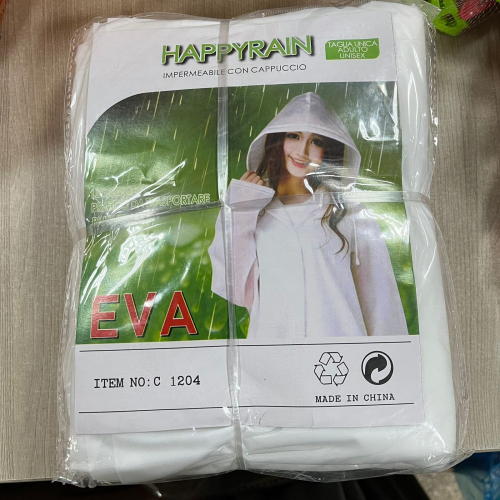 HAPPYRAIN
IMPERMEABILE CON CAPPUCCIO
TAGLIA UNICA
ADULTO
UNISEX
EVA
ITEM NO:C 1204
MADE IN CHINA